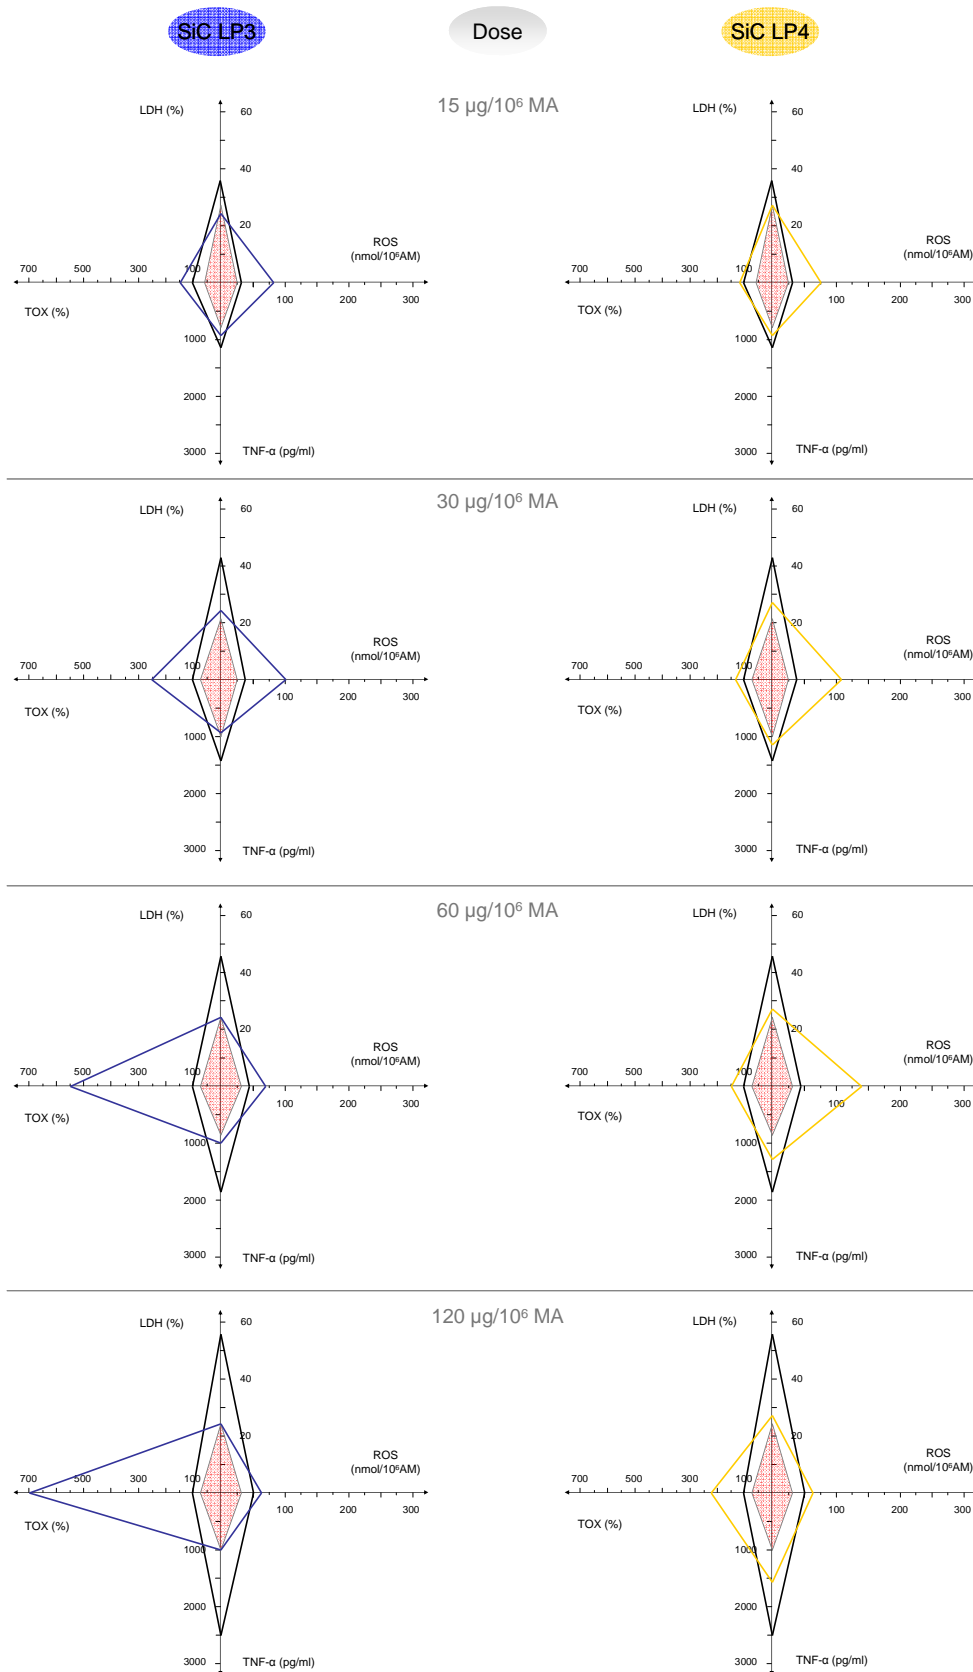 SiC LP3 Dose SiC LP4
15 µg/10⁶ MA
LDH (%) 60 LDH (%) 60
40 40
20 20
ROS ROS
(nmol/10⁶AM) (nmol/10⁶AM)
700 500 300 100 700 500 300 100
100 200 300 100 200 300
TOX (%) TOX (%)
1000 1000
2000 2000
3000 TNF-α (pg/ml) 3000 TNF-α (pg/ml)
30 µg/10⁶ MA
LDH (%) 60 LDH (%) 60
40 40
20 20
ROS ROS
(nmol/10⁶AM) (nmol/10⁶AM)
700 500 300 100 700 500 300 100
100 200 300 100 200 300
TOX (%) TOX (%)
1000 1000
2000 2000
3000 TNF-α (pg/ml) 3000 TNF-α (pg/ml)
60 µg/10⁶ MA
LDH (%) 60 LDH (%) 60
40 40
20 20
ROS ROS
(nmol/10⁶AM) (nmol/10⁶AM)
700 500 300 100 700 500 300 100
100 200 300 100 200 300
TOX (%) TOX (%)
1000 1000
2000 2000
3000 TNF-α (pg/ml) 3000 TNF-α (pg/ml)
120 µg/10⁶ MA
LDH (%) 60 LDH (%) 60
40 40
20 20
ROS ROS
(nmol/10⁶AM) (nmol/10⁶AM)
700 500 300 100 700 500 300 100
100 200 300 100 200 300
TOX (%) TOX (%)
1000 1000
2000 2000
3000 TNF-α (pg/ml) 3000 TNF-α (pg/ml)